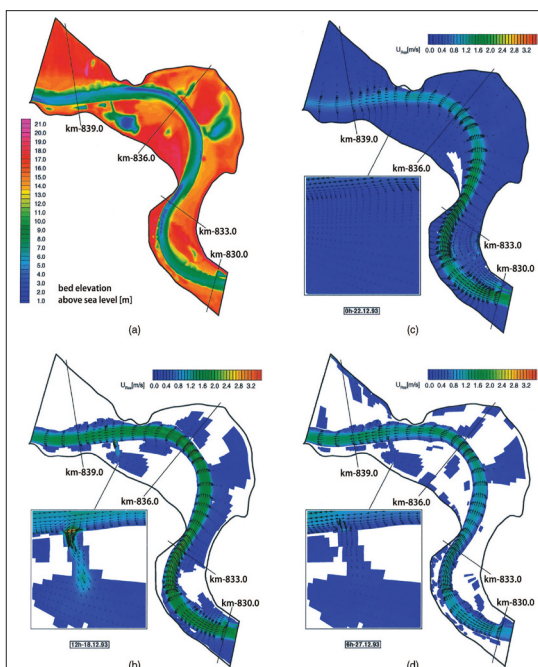 km-839.0
km-836.0
km-833.0
km-830.0
21.0
20.0
19.0
18.0
17.0
16.0
15.0
14.0
13.0
12.0
11.0
10.0
9.0
8.0
7.0
6.0
5.0
4.0
3.0
2.0
1.0
bed elevation
above sea level [m]
(a)
[m/s]
0.0 0.4 0.8 1.2 1.6 2.0 2.4 2.8 3.2
km-839.0
km-836.0
km-833.0
km-830.0
0h-22.12.93
(c)
[m/s]
0.0 0.4 0.8 1.2 1.6 2.0 2.4 2.8 3.2
km-839.0
km-836.0
km-833.0
km-830.0
12h-18.12.93
(b)
[m/s]
0.0 0.4 0.8 1.2 1.6 2.0 2.4 2.8 3.2
km-839.0
km-836.0
km-833.0
km-830.0
6h-27.12.93
(d)